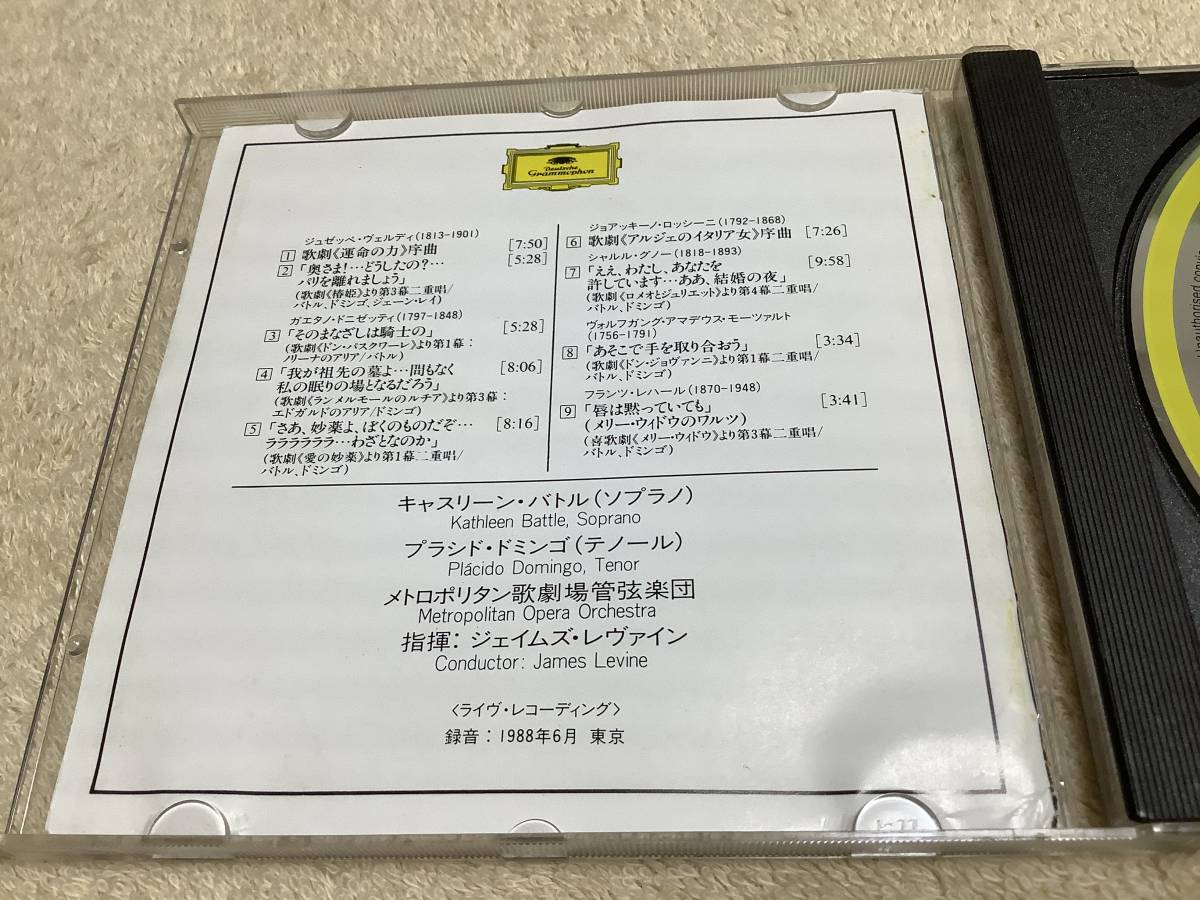 Deutsche
Grammophon
ジュゼッペ・ヴェルディ(1813-1901)
1 歌劇《運命の力》序曲 [7:50]
2 「奥さま!…どうしたの?… [5:28]
パリを離れましょう」
(歌劇《椿姫》より第3幕二重唱/
バトル、ドミンゴ、ジェーン・レイ)
ガエタノ・ドニゼッティ(1797-1848)
3 「そのまなざしは騎士の」 [5:28]
(歌劇《ドン・パスクワーレ》より第1幕:
ノリーナのアリア/バトル)
4 「我が祖先の墓よ…間もなく [8:06]
私の眠りの場となるだろう」
(歌劇《ランメルモールのルチア》より第3幕:
エドガルドのアリア/ドミンゴ)
5 「さあ、妙薬よ、ぼくのものだぞ… [8:16]
ララララララ…わざとなのか」
(歌劇《愛の妙薬》より第1幕二重唱/
バトル、ドミンゴ)
ジョアッキーノ・ロッシーニ(1792-1868)
6 歌劇《アルジェのイタリア女》序曲 [7:26]
シャルル・グノー(1818-1893)
7 「ええ、わたし、あなたを [9:58]
許しています…ああ、結婚の夜」
(歌劇《ロメオとジュリエット》より第4幕二重唱/
バトル、ドミンゴ)
ヴォルフガング・アマデウス・モーツァルト
(1756-1791)
8 「あそこで手を取り合おう」 [3:34]
(歌劇《ドン・ジョヴァンニ》より第1幕二重唱/
バトル、ドミンゴ)
フランツ・レハール(1870-1948)
9 「唇は黙っていても」 [3:41]
(メリー・ウィドウのワルツ)
(喜歌劇《メリー・ウィドウ》より第3幕二重唱/
バトル、ドミンゴ)
キャスリーン・バトル(ソプラノ)
Kathleen Battle, Soprano
プラシド・ドミンゴ(テノール)
Plácido Domingo, Tenor
メトロポリタン歌劇場管弦楽団
Metropolitan Opera Orchestra
指揮: ジェイムズ・レヴァイン
Conductor: James Levine
〈ライヴ・レコーディング〉
録音:1988年6月 東京